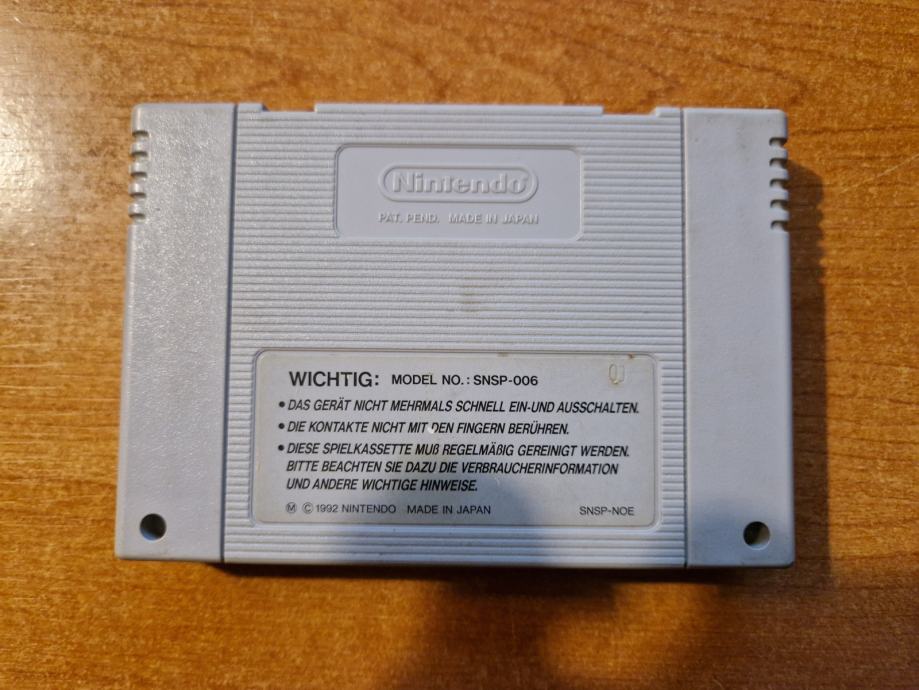 Nintendo
PAT. PEND. MADE IN JAPAN
WICHTIG: MODEL NO.: SNSP-006
• DAS GERÄT NICHT MEHRMALS SCHNELL EIN-UND AUSSCHALTEN.
• DIE KONTAKTE NICHT MIT DEN FINGERN BERÜHREN.
• DIESE SPIELKASSETTE MUß REGELMÄßIG GEREINIGT WERDEN.
BITTE BEACHTEN SIE DAZU DIE VERBRAUCHERINFORMATION
UND ANDERE WICHTIGE HINWEISE.
Ⓜ © 1992 NINTENDO MADE IN JAPAN SNSP-NOE